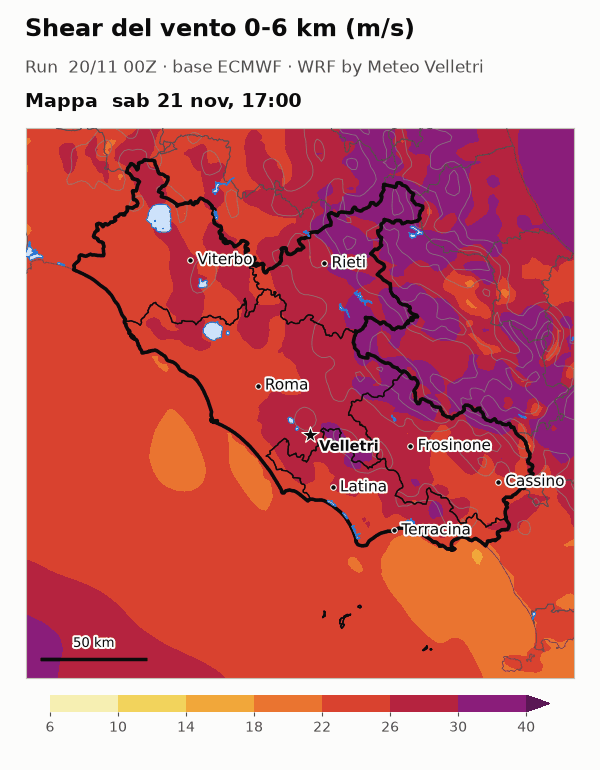 Shear del vento 0-6 km (m/s)
Run  20/11 00Z · base ECMWF · WRF by Meteo Velletri
Mappa  sab 21 nov, 17:00
Viterbo
Rieti
Roma
Velletri
Frosinone
Latina
Cassino
Terracina
50 km
6 10 14 18 22 26 30 40